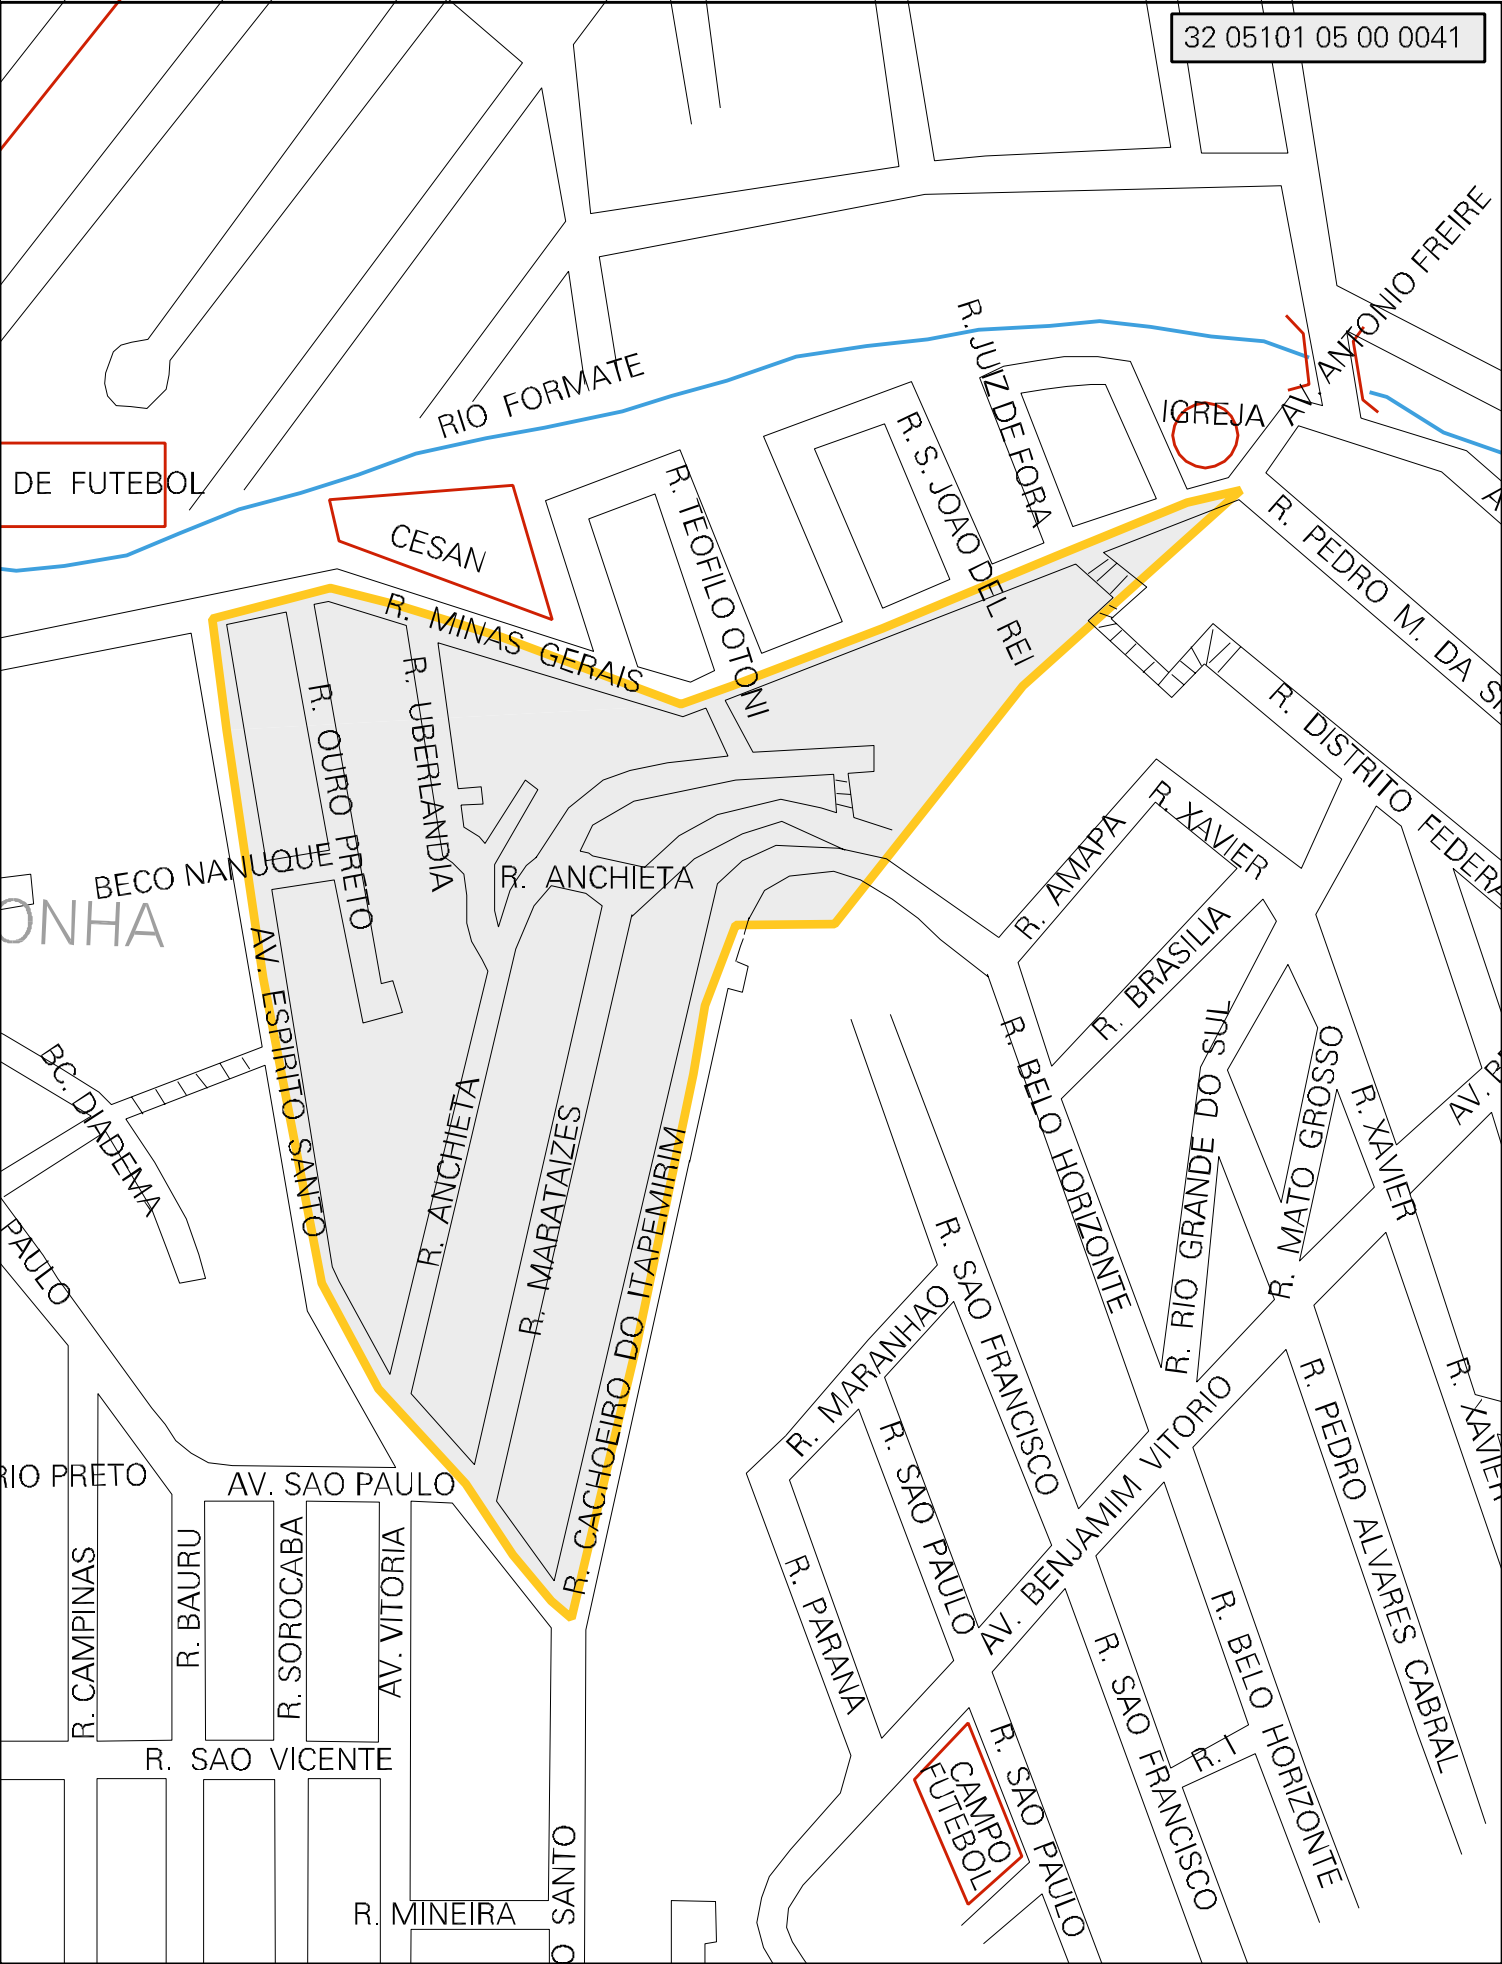 32 05101 05 00 0041
AV. ANTONIO FREIRE
RIO FORMATE
R. JUIZ DE FORA
IGREJA
R. S. JOAO DEL REI
R. TEOFILO OTONI
DE FUTEBOL
CESAN
R. PEDRO M. DA
R. MINAS GERAIS
R. UBERLANDIA
R. OURO PRETO
R. DISTRITO FEDERA
R. XAVIER
R. AMAPA
BECO NANUQUE
R. ANCHIETA
ONHA
R. BRASILIA
AV. ESPIRITO SANTO
R. BELO HORIZONTE
R. RIO GRANDE DO SUL
R. MATO GROSSO
R. XAVIER
AV.
BC. DIADEMA
R. ANCHIETA
R. MARATAIZES
R. CACHOEIRO DO ITAPEMIRIM
PAULO
R. SAO FRANCISCO
R. MARANHAO
R. PEDRO ALVARES CABRAL
R. XAVIER
RIO PRETO
AV. SAO PAULO
R. SAO PAULO
AV. BENJAMIM VITORIO
R. CAMPINAS
R. BAURU
R. SOROCABA
AV. VITORIA
R. PARANA
R. BELO HORIZONTE
R. SAO FRANCISCO
R. SAO VICENTE
R. I
CAMPO
FUTEBOL
R. SAO PAULO
R. MINEIRA
O SANTO